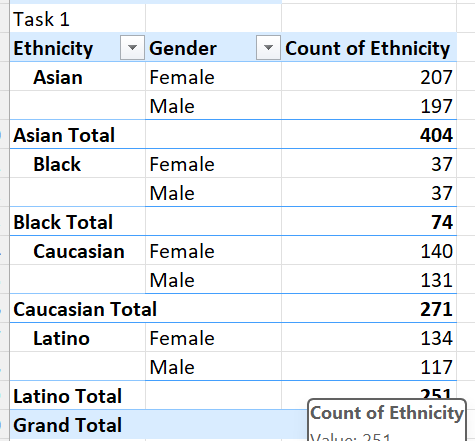 Task 1
Ethnicity Gender Count of Ethnicity
Asian Female 207
Male 197
Asian Total 404
Black Female 37
Male 37
Black Total 74
Caucasian Female 140
Male 131
Caucasian Total 271
Latino Female 134
Male 117
Latino Total 251
Grand Total
Count of Ethnicity
Value: 251